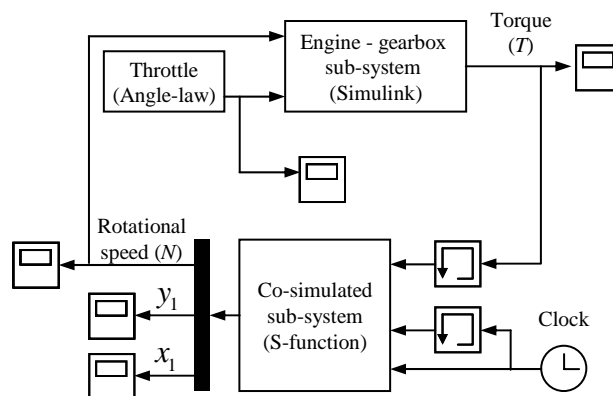 Torque
(T)
Engine - gearbox
sub-system
(Simulink)
Throttle
(Angle-law)
Rotational
speed (N)
y1
x1
Co-simulated
sub-system
(S-function)
Clock